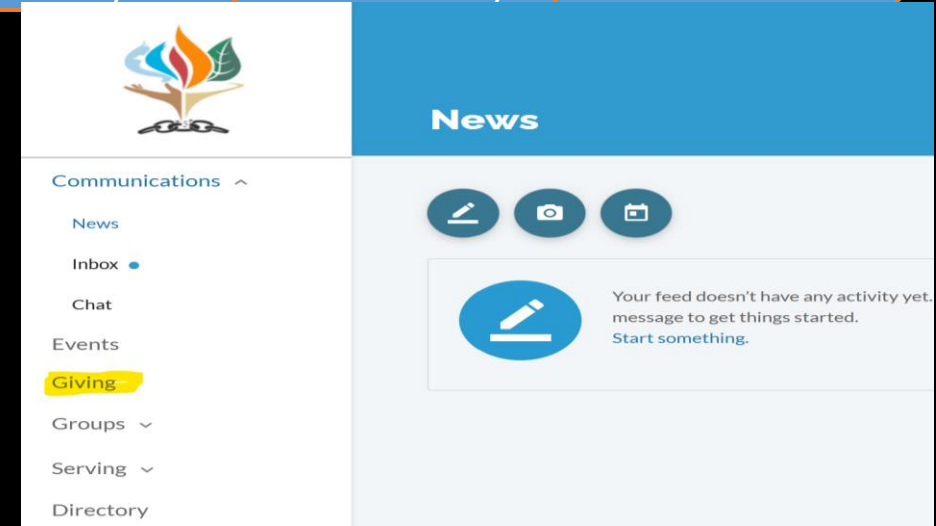 News
Communications
News
Inbox
Chat
Events
Giving
Groups
Serving
Directory
Your feed doesn't have any activity yet.
message to get things started.
Start something.